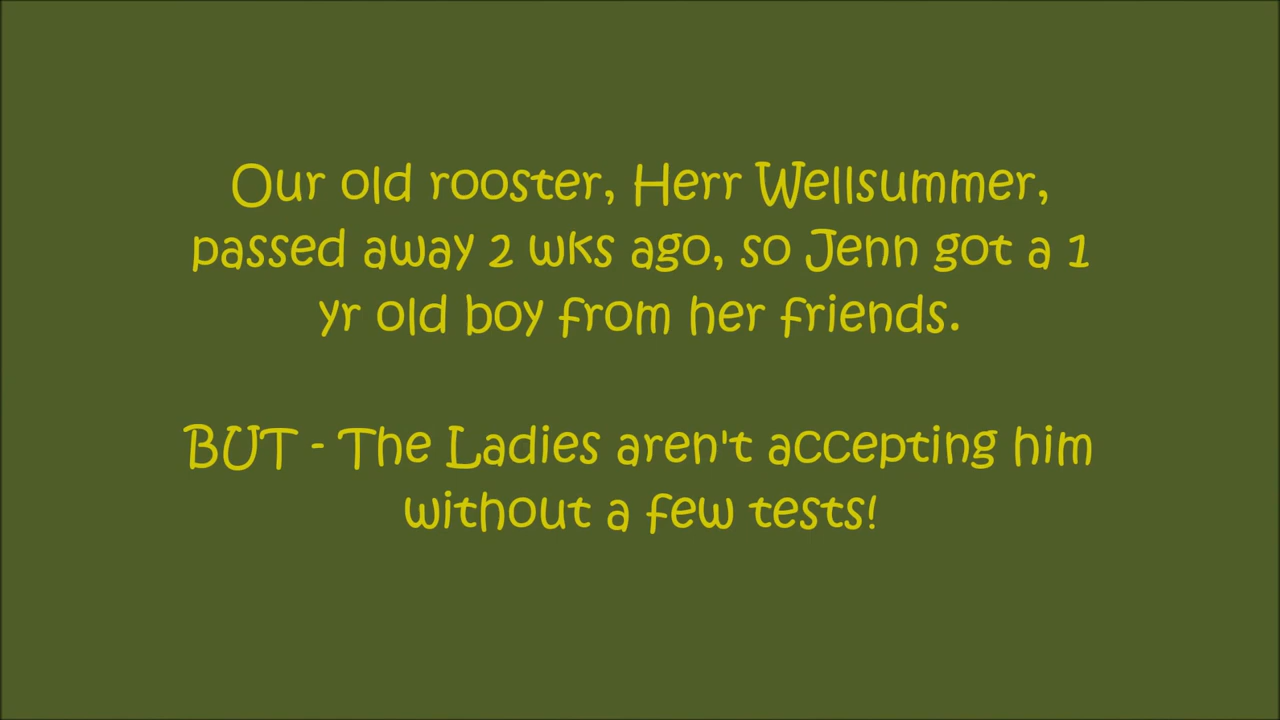 Our old rooster, Herr Wellsummer,
passed away 2 wks ago, so Jenn got a 1
yr old boy from her friends.
BUT - The Ladies aren't accepting him
without a few tests!